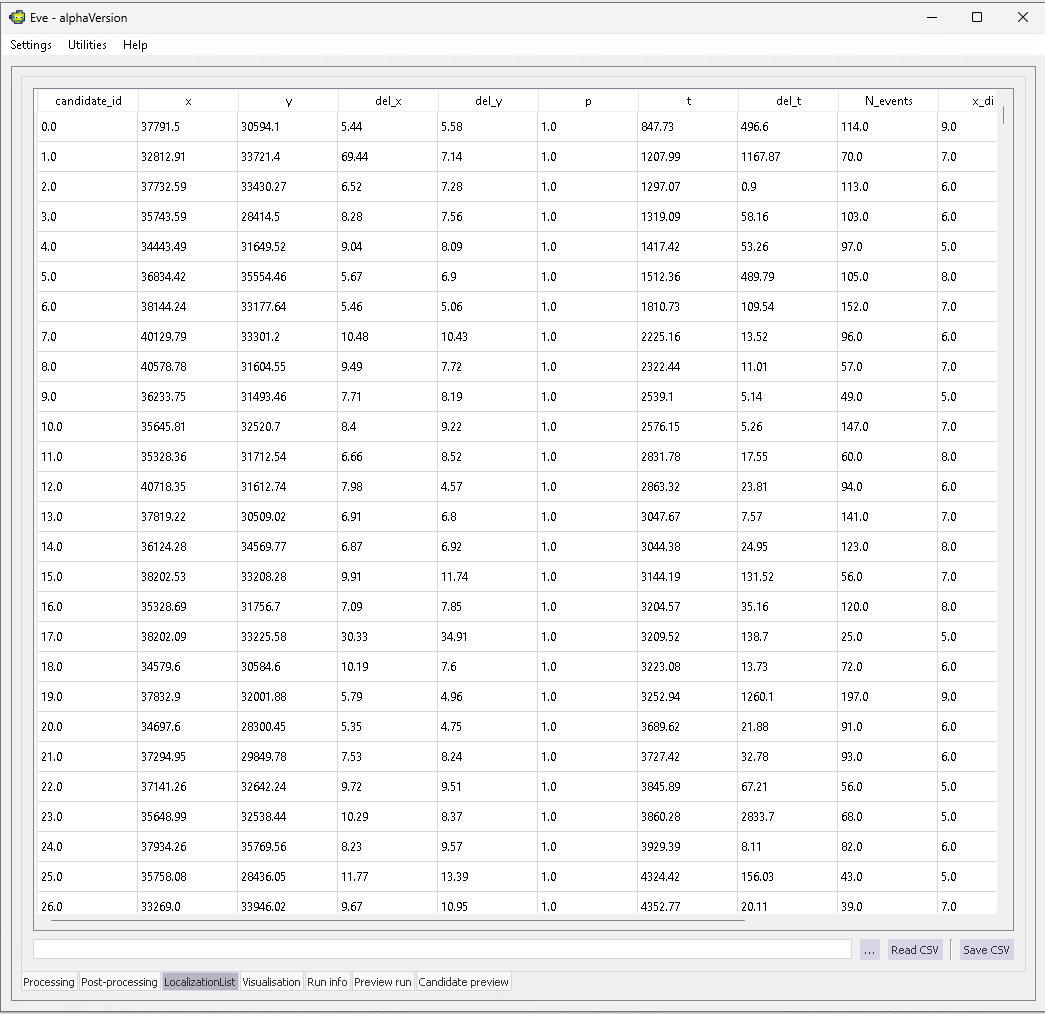 Eve - alphaVersion
Settings Utilities Help
candidate_id x y del_x del_y p t del_t N_events x_di
0.0 37791.5 30594.1 5.44 5.58 1.0 847.73 496.6 114.0 9.0
1.0 32812.91 33721.4 69.44 7.14 1.0 1207.99 1167.87 70.0 7.0
2.0 37732.59 33430.27 6.52 7.28 1.0 1297.07 0.9 113.0 6.0
3.0 35743.59 28414.5 8.28 7.56 1.0 1319.09 58.16 103.0 6.0
4.0 34443.49 31649.52 9.04 8.09 1.0 1417.42 53.26 97.0 5.0
5.0 36834.42 35554.46 5.67 6.9 1.0 1512.36 489.79 105.0 8.0
6.0 38144.24 33177.64 5.46 5.06 1.0 1810.73 109.54 152.0 7.0
7.0 40129.79 33301.2 10.48 10.43 1.0 2225.16 13.52 96.0 6.0
8.0 40578.78 31604.55 9.49 7.72 1.0 2322.44 11.01 57.0 7.0
9.0 36233.75 31493.46 7.71 8.19 1.0 2539.1 5.14 49.0 5.0
10.0 35645.81 32520.7 8.4 9.22 1.0 2576.15 5.26 147.0 7.0
11.0 35328.36 31712.54 6.66 8.52 1.0 2831.78 17.55 60.0 8.0
12.0 40718.35 31612.74 7.98 4.57 1.0 2863.32 23.81 94.0 6.0
13.0 37819.22 30509.02 6.91 6.8 1.0 3047.67 7.57 141.0 7.0
14.0 36124.28 34569.77 6.87 6.92 1.0 3044.38 24.95 123.0 8.0
15.0 38202.53 33208.28 9.91 11.74 1.0 3144.19 131.52 56.0 7.0
16.0 35328.69 31756.7 7.09 7.85 1.0 3204.57 35.16 120.0 8.0
17.0 38202.09 33225.58 30.33 34.91 1.0 3209.52 138.7 25.0 5.0
18.0 34579.6 30584.6 10.19 7.6 1.0 3223.08 13.73 72.0 6.0
19.0 37832.9 32001.88 5.79 4.96 1.0 3252.94 1260.1 197.0 9.0
20.0 34697.6 28300.45 5.35 4.75 1.0 3689.62 21.88 91.0 6.0
21.0 37294.95 29849.78 7.53 8.24 1.0 3727.42 32.78 93.0 6.0
22.0 37141.26 32642.24 9.72 9.51 1.0 3845.89 67.21 56.0 5.0
23.0 35648.99 32538.44 10.29 8.37 1.0 3860.28 2833.7 68.0 5.0
24.0 37934.26 35769.56 8.23 9.57 1.0 3929.39 8.11 82.0 6.0
25.0 35758.08 28436.05 11.77 13.39 1.0 4324.42 156.03 43.0 5.0
26.0 33269.0 33946.02 9.67 10.95 1.0 4352.77 20.11 39.0 7.0
... Read CSV Save CSV
Processing Post-processing LocalizationList Visualisation Run info Preview run Candidate preview